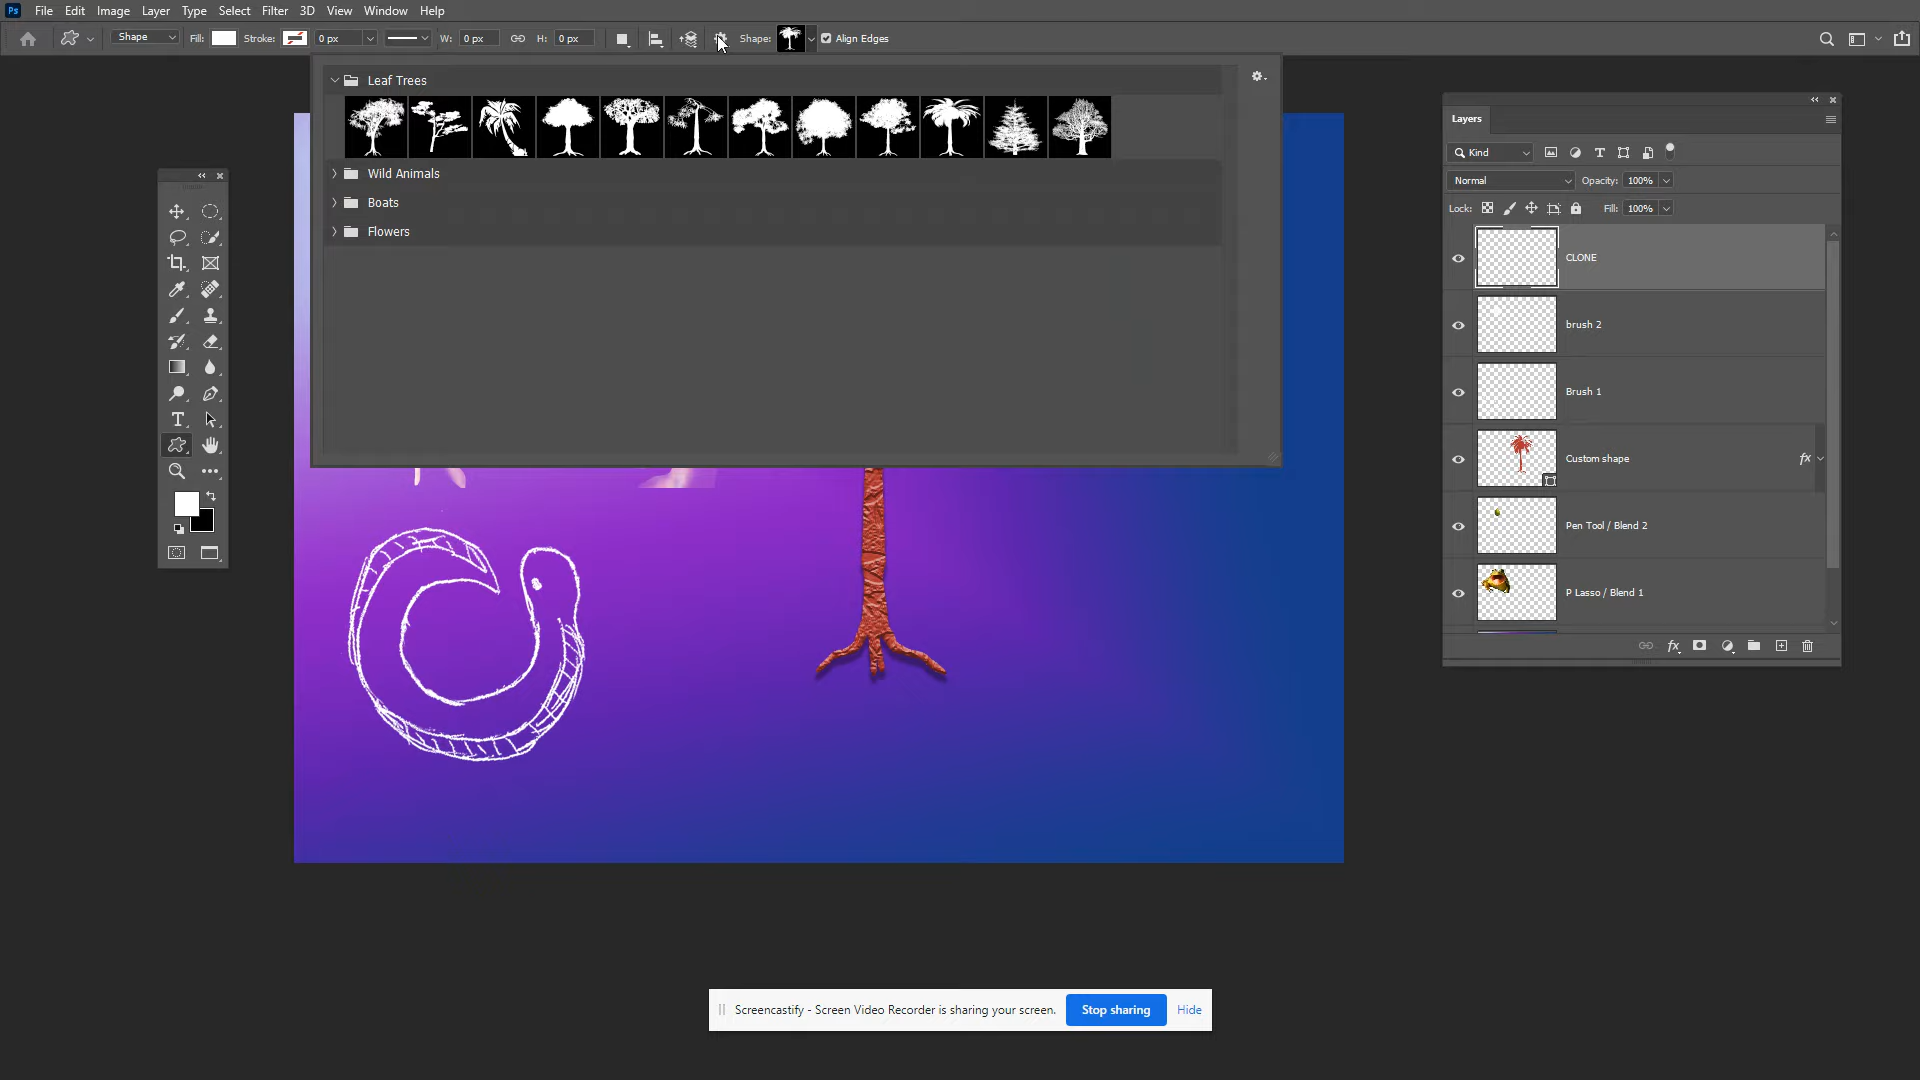 Ps File Edit Image Layer Type Select Filter 3D View Window Help
Shape Fill: Stroke: 0 px W: 0 px H: 0 px Shape: Align Edges
Leaf Trees
Wild Animals
Boats
Flowers
Layers
Kind
Normal Opacity: 100%
Lock: Fill: 100%
CLONE
brush 2
Brush 1
Custom shape fx
Pen Tool / Blend 2
P Lasso / Blend 1
fx
T
Screencastify - Screen Video Recorder is sharing your screen. Stop sharing Hide